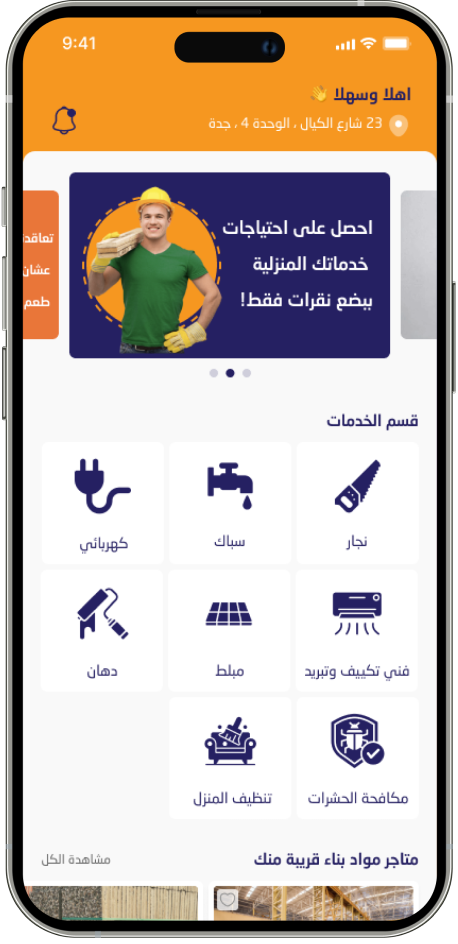 9:41
اهلا وسهلا 👋
23 شارع الكيال ، الوحدة 4 ، جدة
احصل على احتياجات
خدماتك المنزلية
ببضع نقرات فقط!
عشان
طعم
قسم الخدمات
نجار
سباك
كهربائي
فني تكييف وتبريد
مبلط
دهان
مكافحة الحشرات
تنظيف المنزل
متاجر مواد بناء قريبة منك
مشاهدة الكل